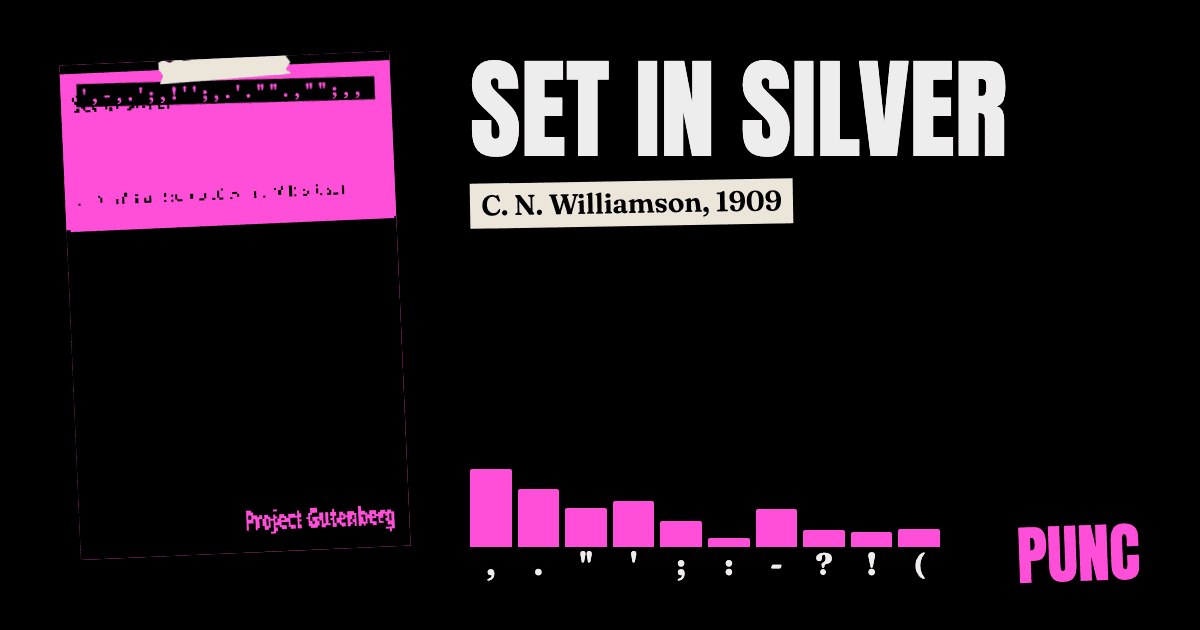 ',-,.';,!'';,.'."".,"";,,
SET IN SILVER
C. N. Williamson, 1909
Project Gutenberg
, . " ' ; : - ? ! (
PUNC